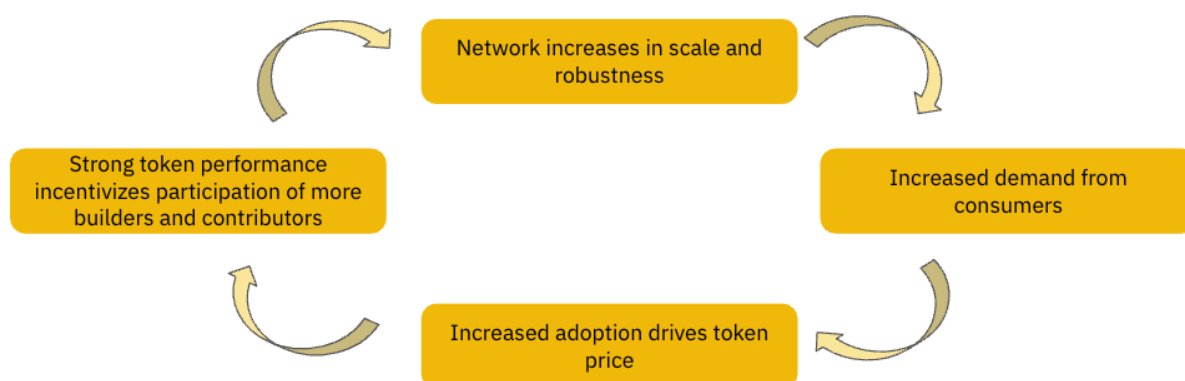 Network increases in scale and
robustness
Increased demand from
consumers
Increased adoption drives token
price
Strong token performance
incentivizes participation of more
builders and contributors